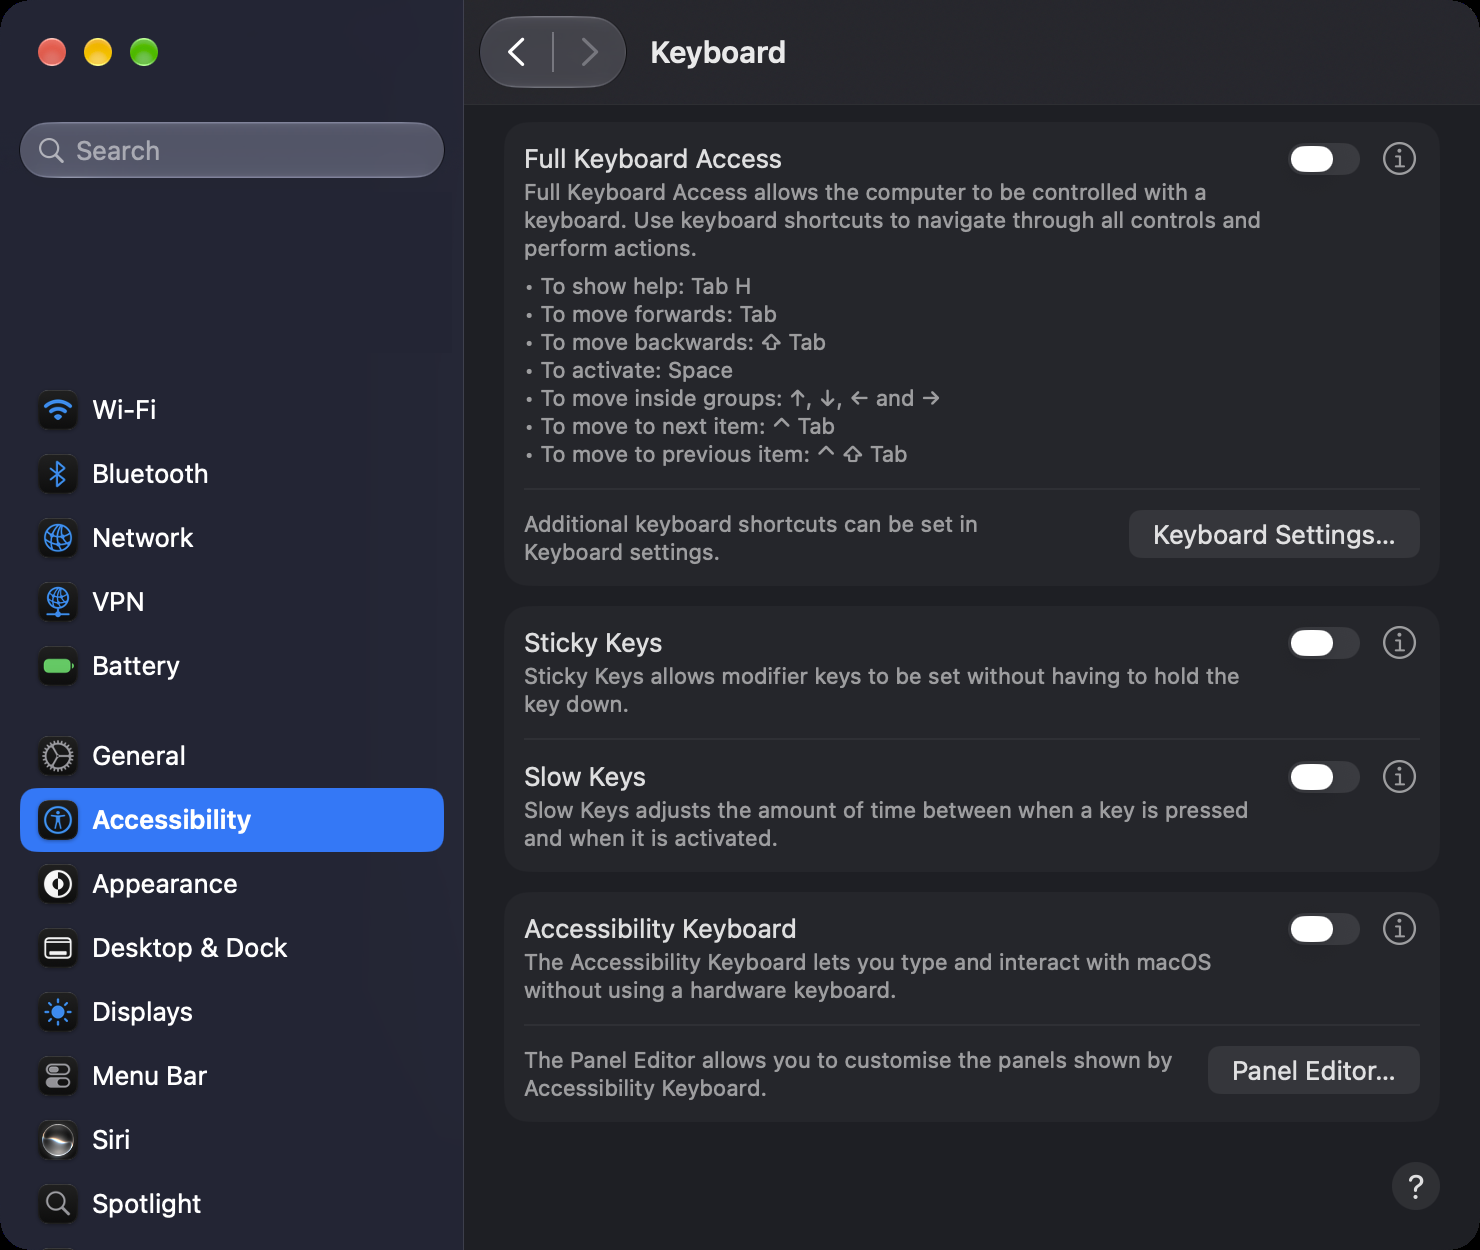 Keyboard
Search
Wi-Fi
Bluetooth
Network
VPN
Battery
General
Accessibility
Appearance
Desktop & Dock
Displays
Menu Bar
Siri
Spotlight
Full Keyboard Access
Full Keyboard Access allows the computer to be controlled with a
keyboard. Use keyboard shortcuts to navigate through all controls and
perform actions.
• To show help: Tab H
• To move forwards: Tab
• To move backwards: ⇧ Tab
• To activate: Space
• To move inside groups: ↑, ↓, ← and →
• To move to next item: ^ Tab
• To move to previous item: ^ ⇧ Tab
Additional keyboard shortcuts can be set in
Keyboard settings.
Keyboard Settings...
Sticky Keys
Sticky Keys allows modifier keys to be set without having to hold the
key down.
Slow Keys
Slow Keys adjusts the amount of time between when a key is pressed
and when it is activated.
Accessibility Keyboard
The Accessibility Keyboard lets you type and interact with macOS
without using a hardware keyboard.
The Panel Editor allows you to customise the panels shown by
Accessibility Keyboard.
Panel Editor...
?